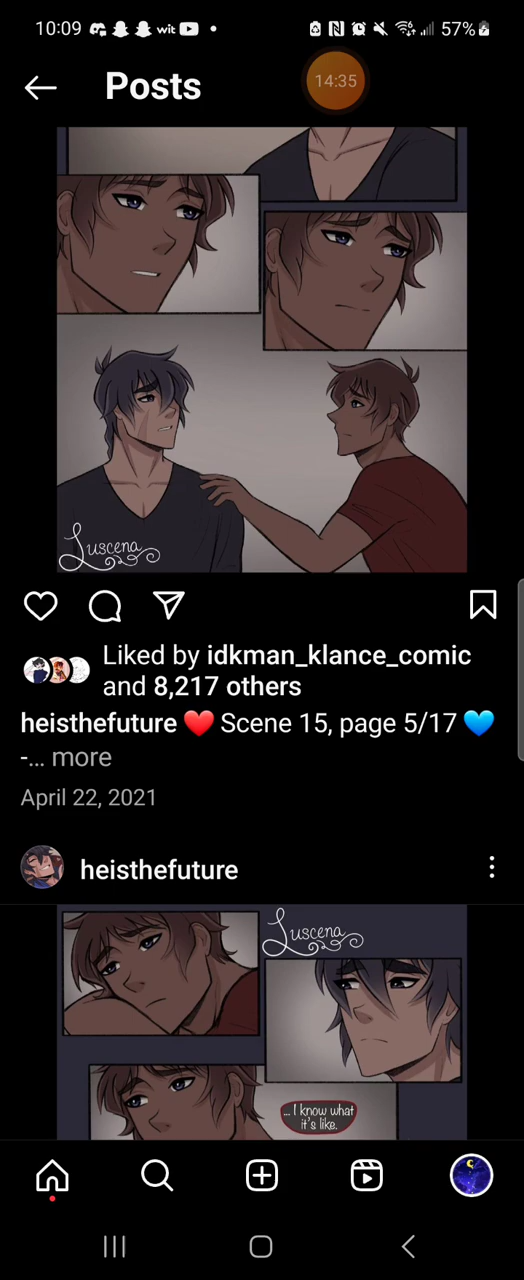 10:09 wit 57%
Posts
14:35
Luscena
Liked by idkman_klance_comic
and 8,217 others
heisthefuture ❤️ Scene 15, page 5/17 💙
-... more
April 22, 2021
heisthefuture
Luscena
... I know what
it's like.